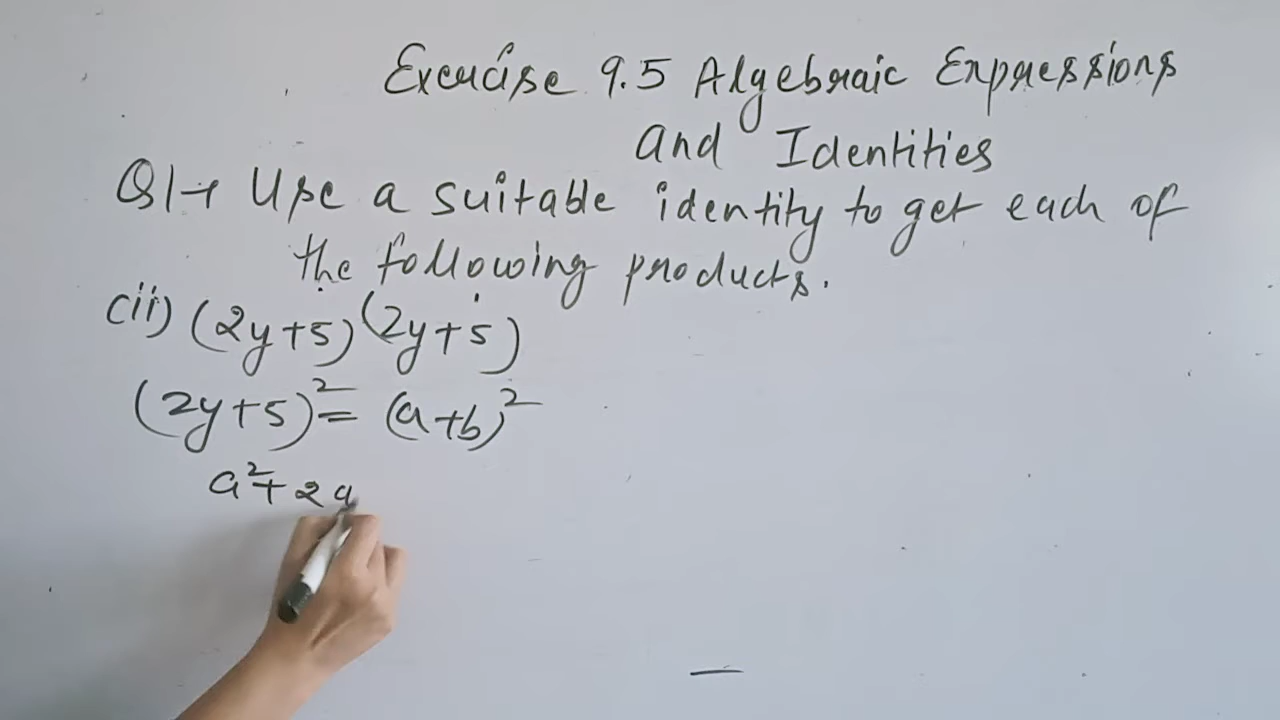 Exercise 9.5 Algebraic Expressions
and Identities
Q1→ Use a suitable identity to get each of
the following products.
(ii) (2y+5)(2y+5)
(2y+5)² = (a+b)²
a²+2a